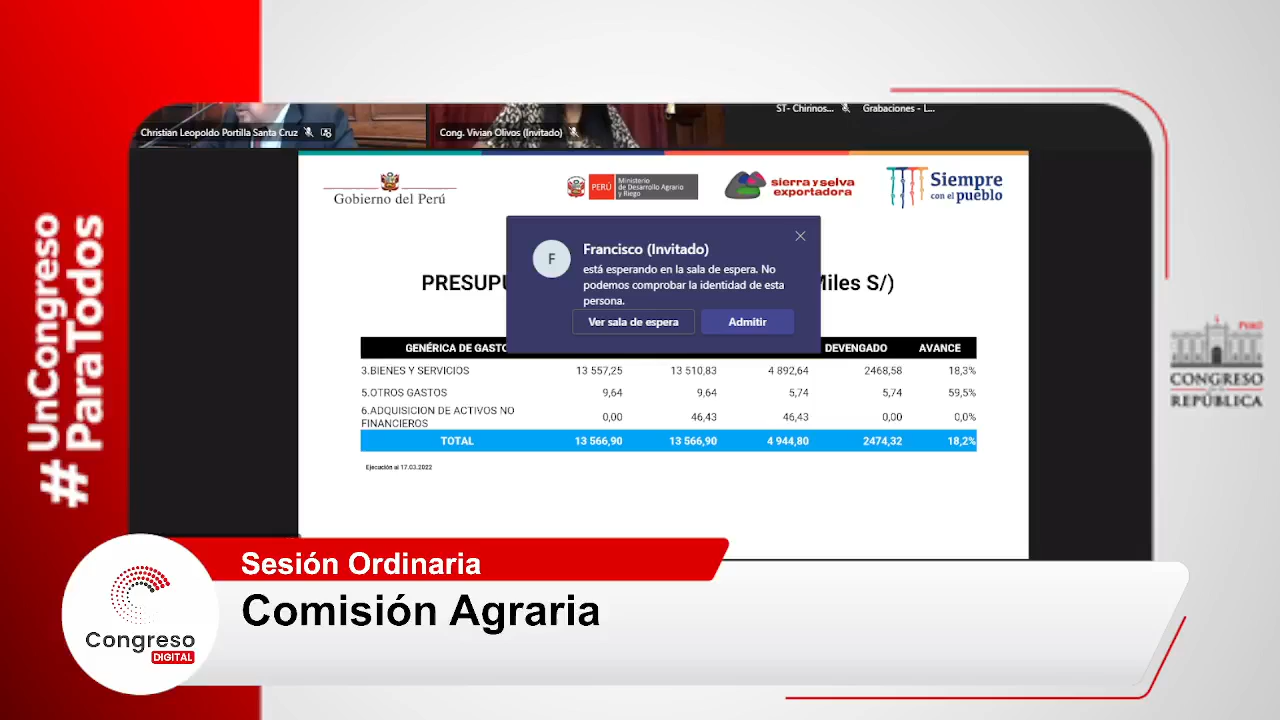 #UnCongreso
ParaTodos
Christian Leopoldo Portilla Santa Cruz
Cong. Vivian Olivos (Invitado)
ST- Chirinos...
Grabaciones - L...
Gobierno del Perú
PERÚ
Ministerio
de Desarrollo Agrario
y Riego
sierra y selva
exportadora
Siempre
con el pueblo
Francisco (Invitado)
F
está esperando en la sala de espera. No
podemos comprobar la identidad de esta
persona.
Ver sala de espera
Admitir
Miles S/)
GENÉRICA DE GASTO DEVENGADO AVANCE
3.BIENES Y SERVICIOS 13 557,25 13 510,83 4 892,64 2468,58 18,3%
5.OTROS GASTOS 9,64 9,64 5,74 5,74 59,5%
6.ADQUISICION DE ACTIVOS NO
FINANCIEROS 0,00 46,43 46,43 0,00 0,0%
TOTAL 13 566,90 13 566,90 4 944,80 2474,32 18,2%
Ejecución al 17.03.2022
PERÚ
CONGRESO
REPÚBLICA
Sesión Ordinaria
Comisión Agraria
Congreso
DIGITAL